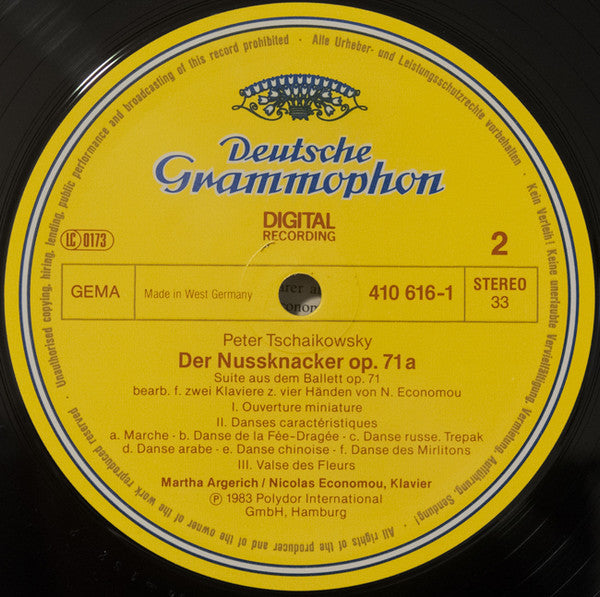 Deutsche
Grammophon
DIGITAL
RECORDING
LC 0173
2
GEMA
Made in West Germany
410 616-1
STEREO
33
Peter Tschaikowsky
Der Nussknacker op. 71a
Suite aus dem Ballett op. 71
bearb. f. zwei Klaviere z. vier Händen von N. Economou
I. Ouverture miniature
II. Danses caractéristiques
a. Marche - b. Danse de la Fée-Dragée - c. Danse russe. Trepak
d. Danse arabe - e. Danse chinoise - f. Danse des Mirlitons
III. Valse des Fleurs
Martha Argerich / Nicolas Economou, Klavier
Ⓟ 1983 Polydor International
GmbH, Hamburg
Alle Urheber- und Leistungsschutzrechte vorbehalten · Kein Verleih! Keine unerlaubte Vervielfältigung, Vermietung, Aufführung, Sendung! · All rights of the producer and of the owner of the work reproduced reserved · Unauthorised copying, hiring, lending, public performance and broadcasting of this record prohibited ·